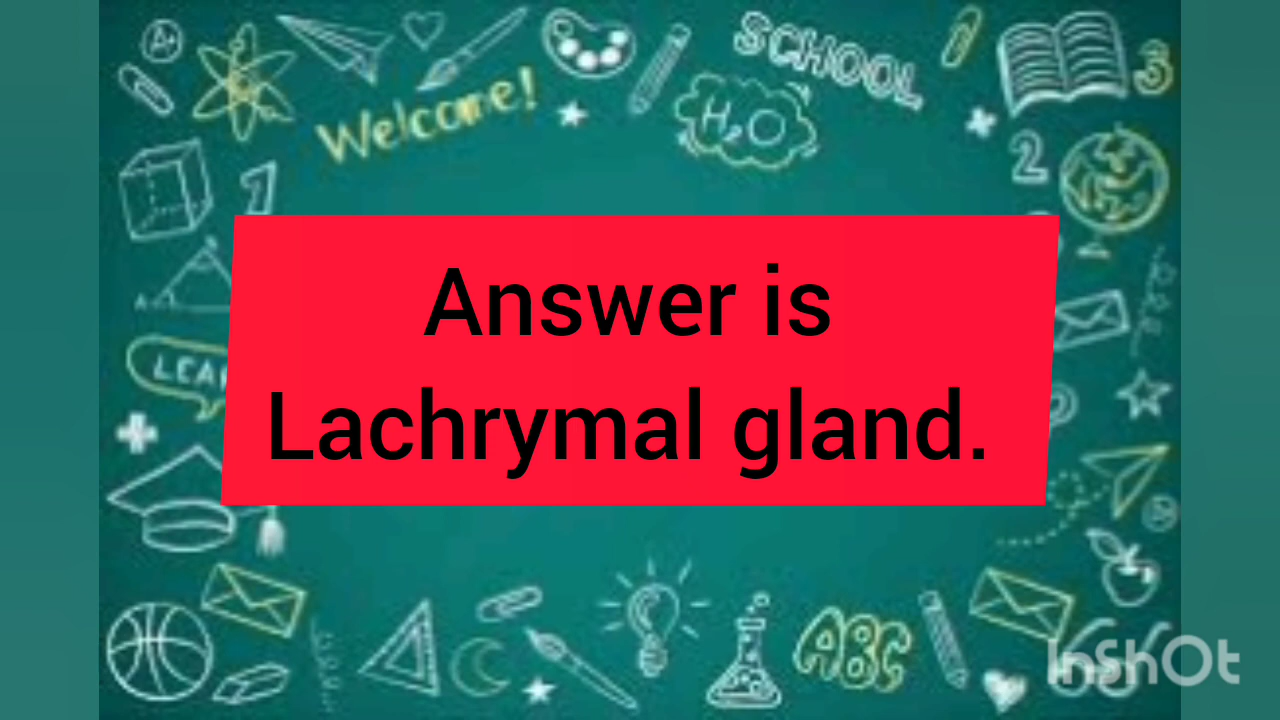 A+
Welcome!
SCHOOL
H₂O
3
2
1
Answer is
Lachrymal gland.
ABC
InShOt